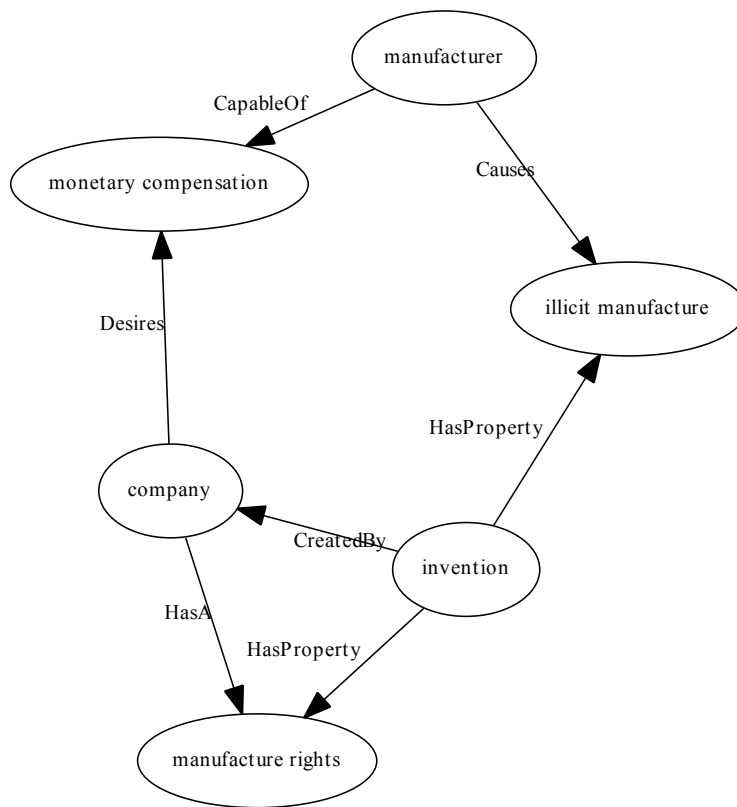 manufacturer
CapableOf
monetary compensation
Causes
illicit manufacture
Desires
HasProperty
company
CreatedBy
invention
HasA
HasProperty
manufacture rights